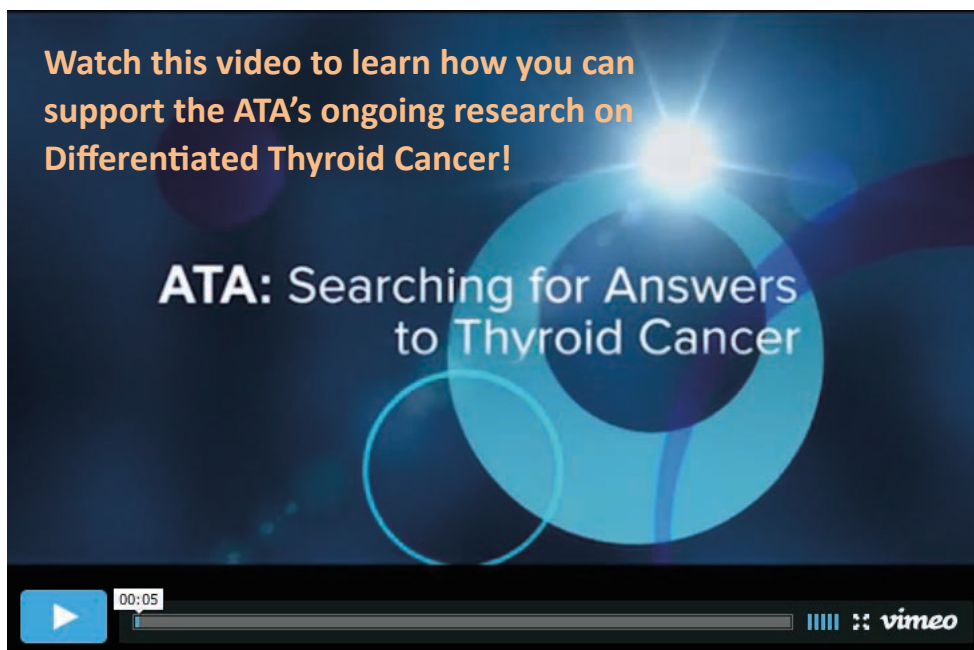 Watch this video to learn how you can
support the ATA’s ongoing research on
Differentiated Thyroid Cancer!
ATA: Searching for Answers
to Thyroid Cancer
00:05
vimeo